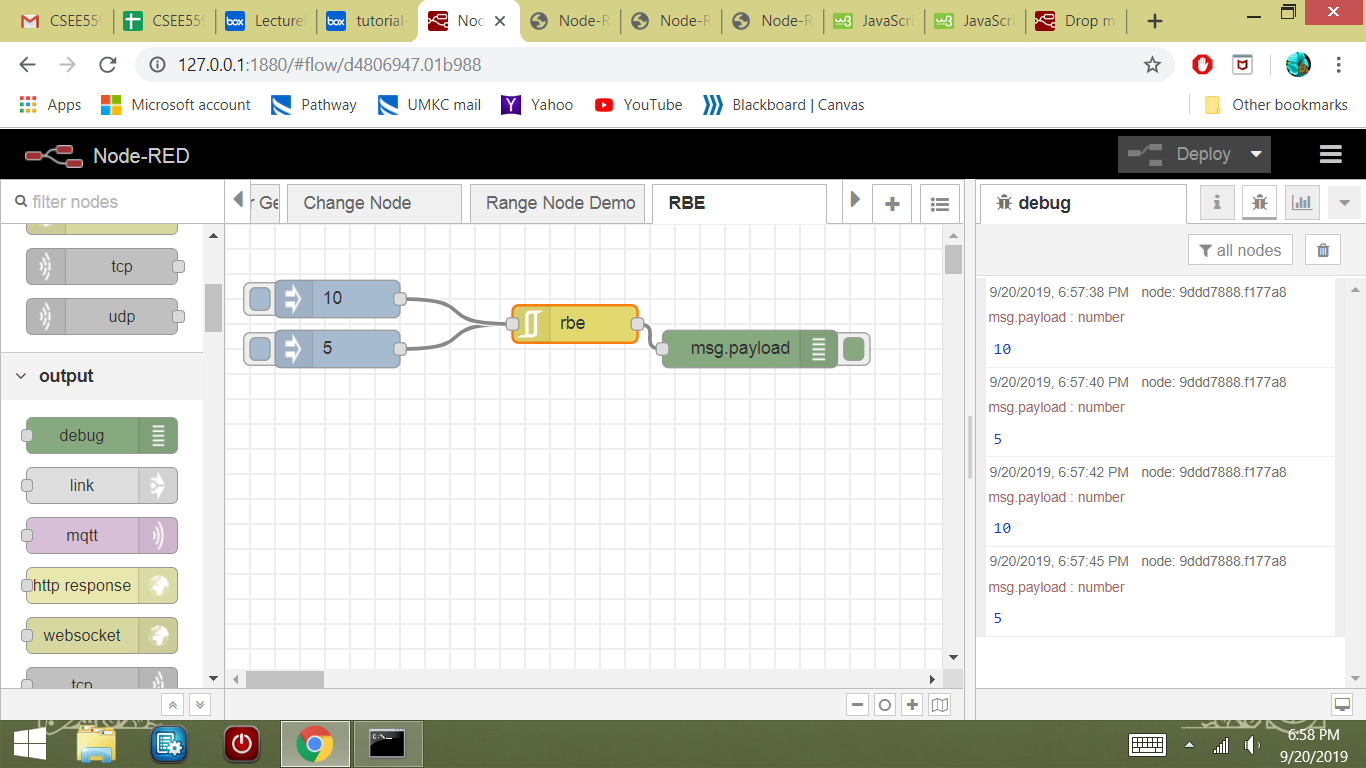 CSEE559 CSEE559 Lecture tutorial- Nod Node-R Node-R Node-R JavaScri JavaScri Drop m
127.0.0.1:1880/#flow/d4806947.01b988
Apps Microsoft account Pathway UMKC mail Yahoo YouTube Blackboard | Canvas Other bookmarks
Node-RED Deploy
filter nodes
r Ge Change Node Range Node Demo RBE
debug
all nodes
tcp
udp
output
debug
link
mqtt
http response
websocket
tcp
10
5
rbe
msg.payload
9/20/2019, 6:57:38 PM node: 9ddd7888.f177a8
msg.payload : number
10
9/20/2019, 6:57:40 PM node: 9ddd7888.f177a8
msg.payload : number
5
9/20/2019, 6:57:42 PM node: 9ddd7888.f177a8
msg.payload : number
10
9/20/2019, 6:57:45 PM node: 9ddd7888.f177a8
msg.payload : number
5
6:58 PM
9/20/2019